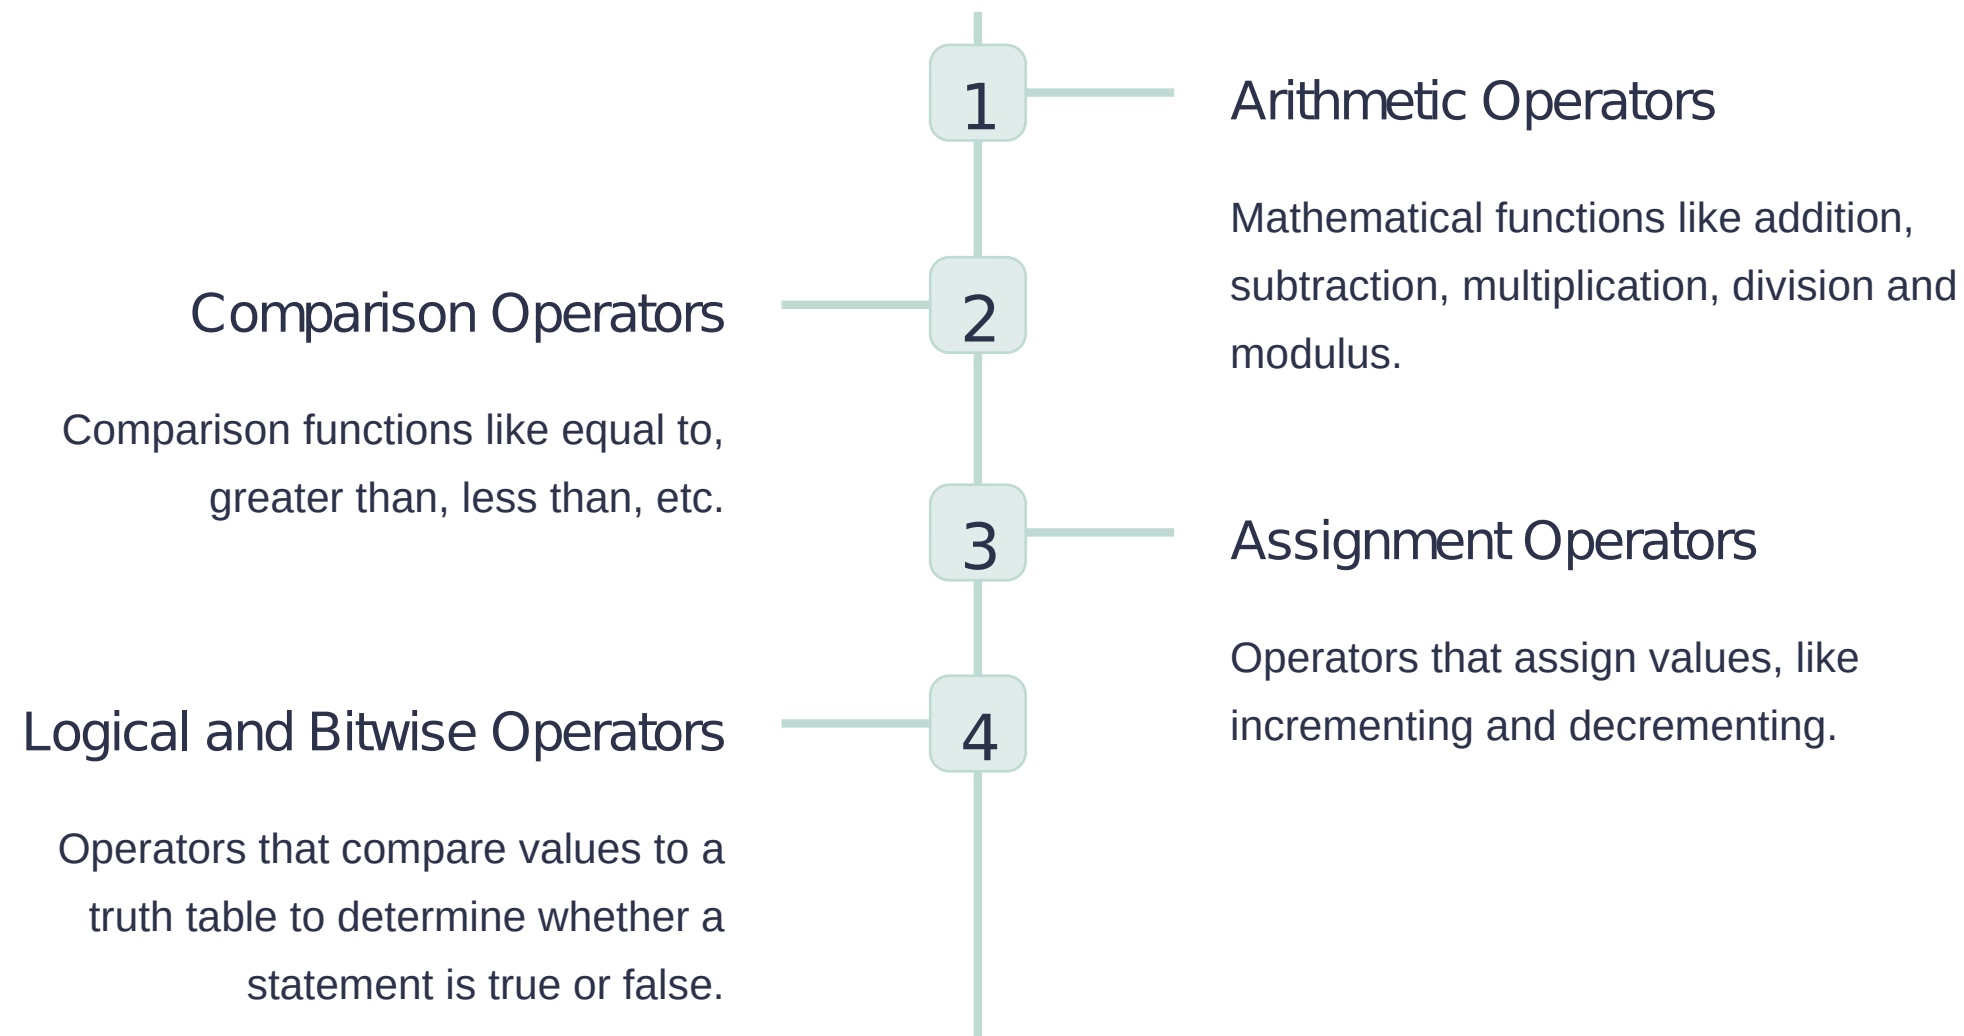 1
Arithmetic Operators
Mathematical functions like addition,
subtraction, multiplication, division and
modulus.
2
Comparison Operators
Comparison functions like equal to,
greater than, less than, etc.
3
Assignment Operators
Operators that assign values, like
incrementing and decrementing.
4
Logical and Bitwise Operators
Operators that compare values to a
truth table to determine whether a
statement is true or false.